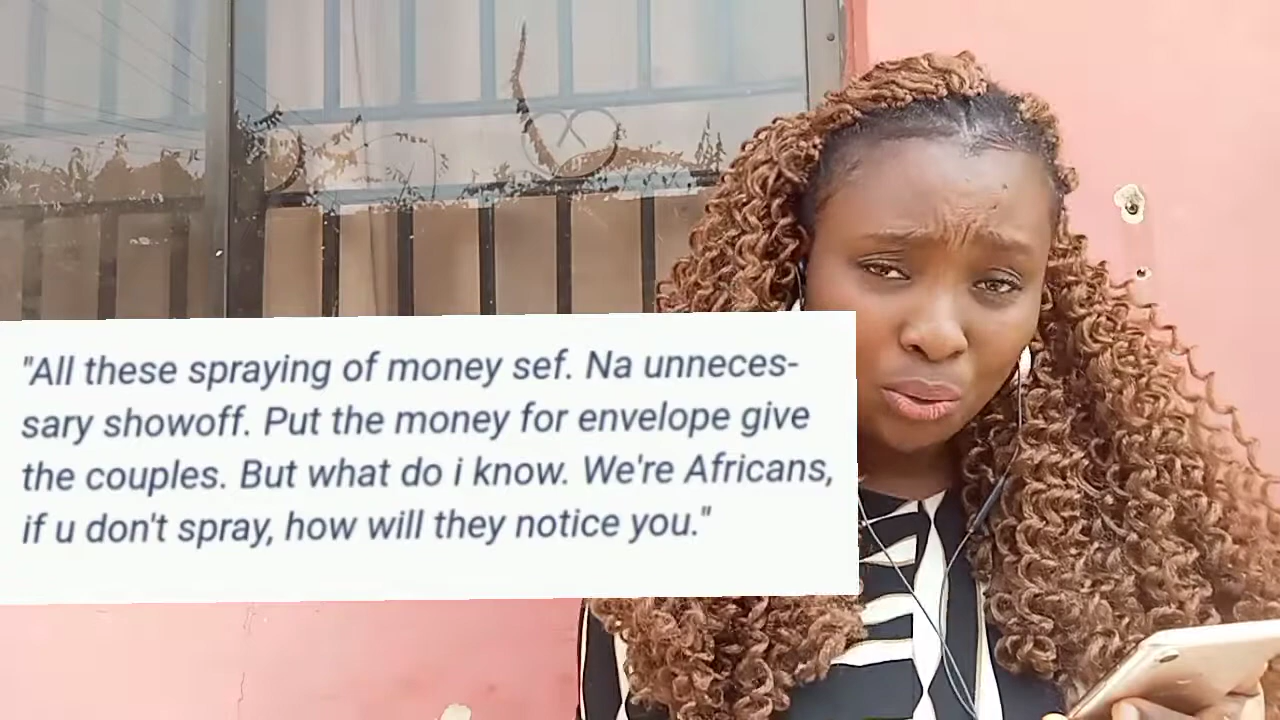 "All these spraying of money sef. Na unneces-
sary showoff. Put the money for envelope give
the couples. But what do i know. We're Africans,
if u don't spray, how will they notice you."